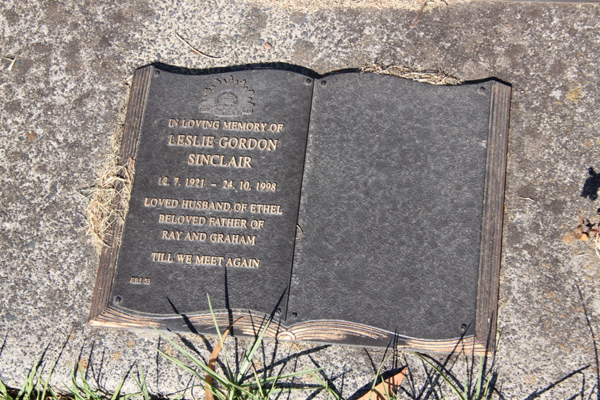 IN LOVING MEMORY OF
LESLIE GORDON
SINCLAIR
12. 7. 1921 - 24. 10. 1998
LOVED HUSBAND OF ETHEL
BELOVED FATHER OF
RAY AND GRAHAM
TILL WE MEET AGAIN